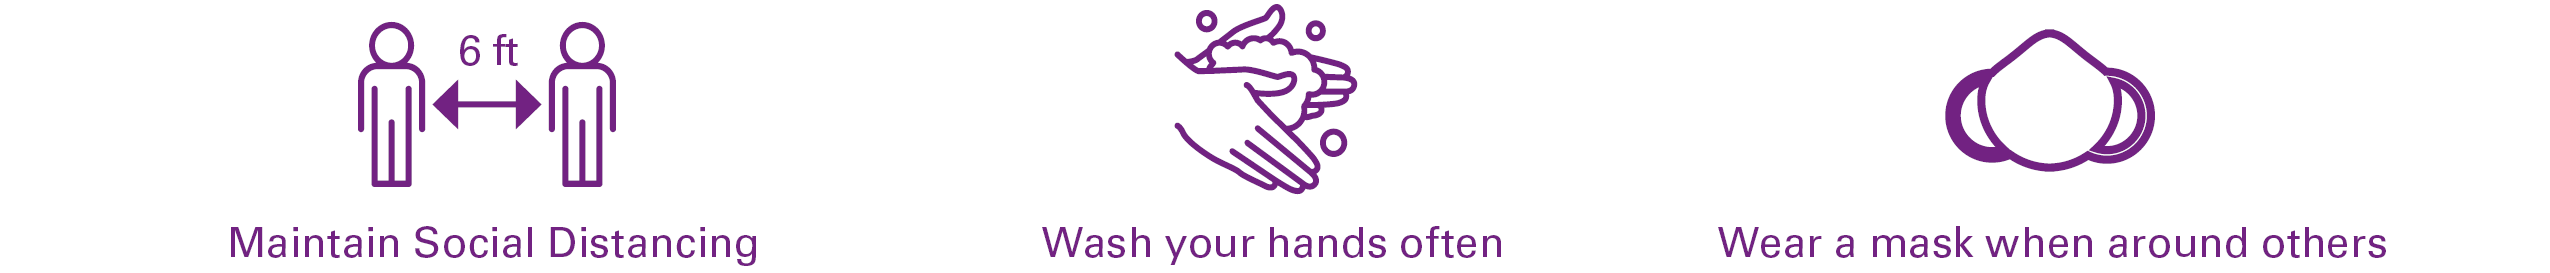 6 ft
Maintain Social Distancing
Wash your hands often
Wear a mask when around others